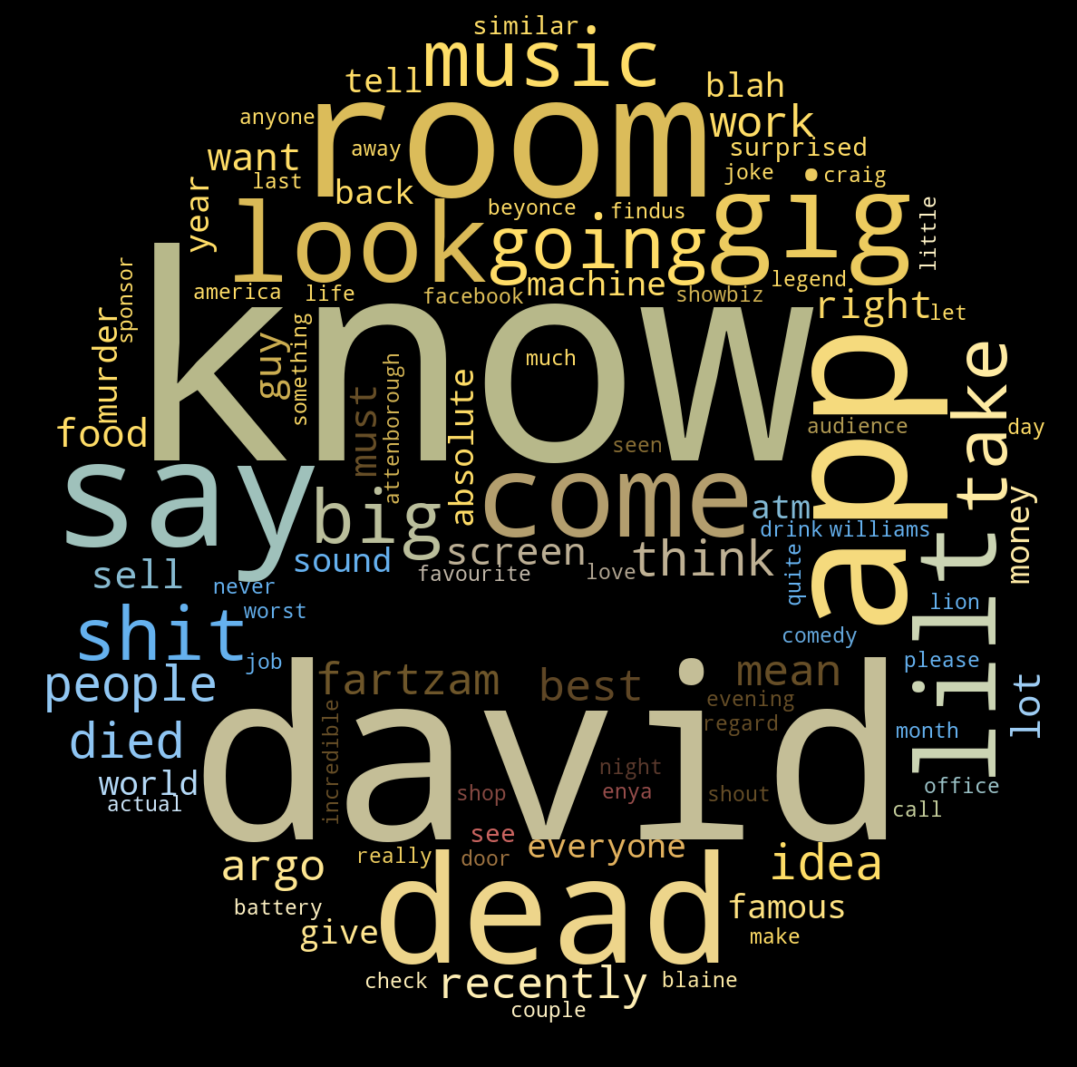 similar
music
tell
blah
room
anyone
work
away
want
surprised
last
joke
craig
back
year
look
beyonce
findus
gig
little
going
america
life
facebook
machine
showbiz
legend
right
let
sponsor
murder
know
guy
something
much
app
take
food
must
attenborough
absolute
seen
audience
day
say
big
come
atm
money
drink
williams
sell
sound
screen
favourite
love
think
quite
never
worst
lion
shit
comedy
lil
job
please
people
fartzam
best
mean
lot
evening
died
david
incredible
regard
month
world
night
actual
shop
enya
shout
office
call
see
everyone
argo
really
door
idea
battery
dead
famous
give
make
check
recently
blaine
couple